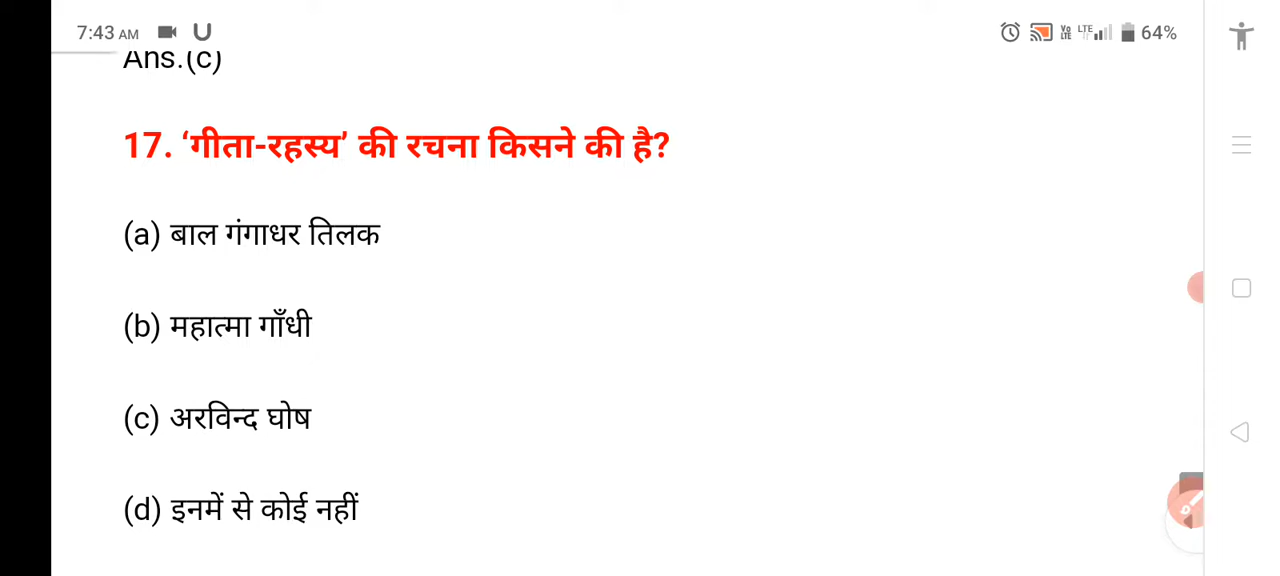 7:43 AM 64%
Ans.(c)
17. ‘गीता-रहस्य’ की रचना किसने की है?
(a) बाल गंगाधर तिलक
(b) महात्मा गाँधी
(c) अरविन्द घोष
(d) इनमें से कोई नहीं